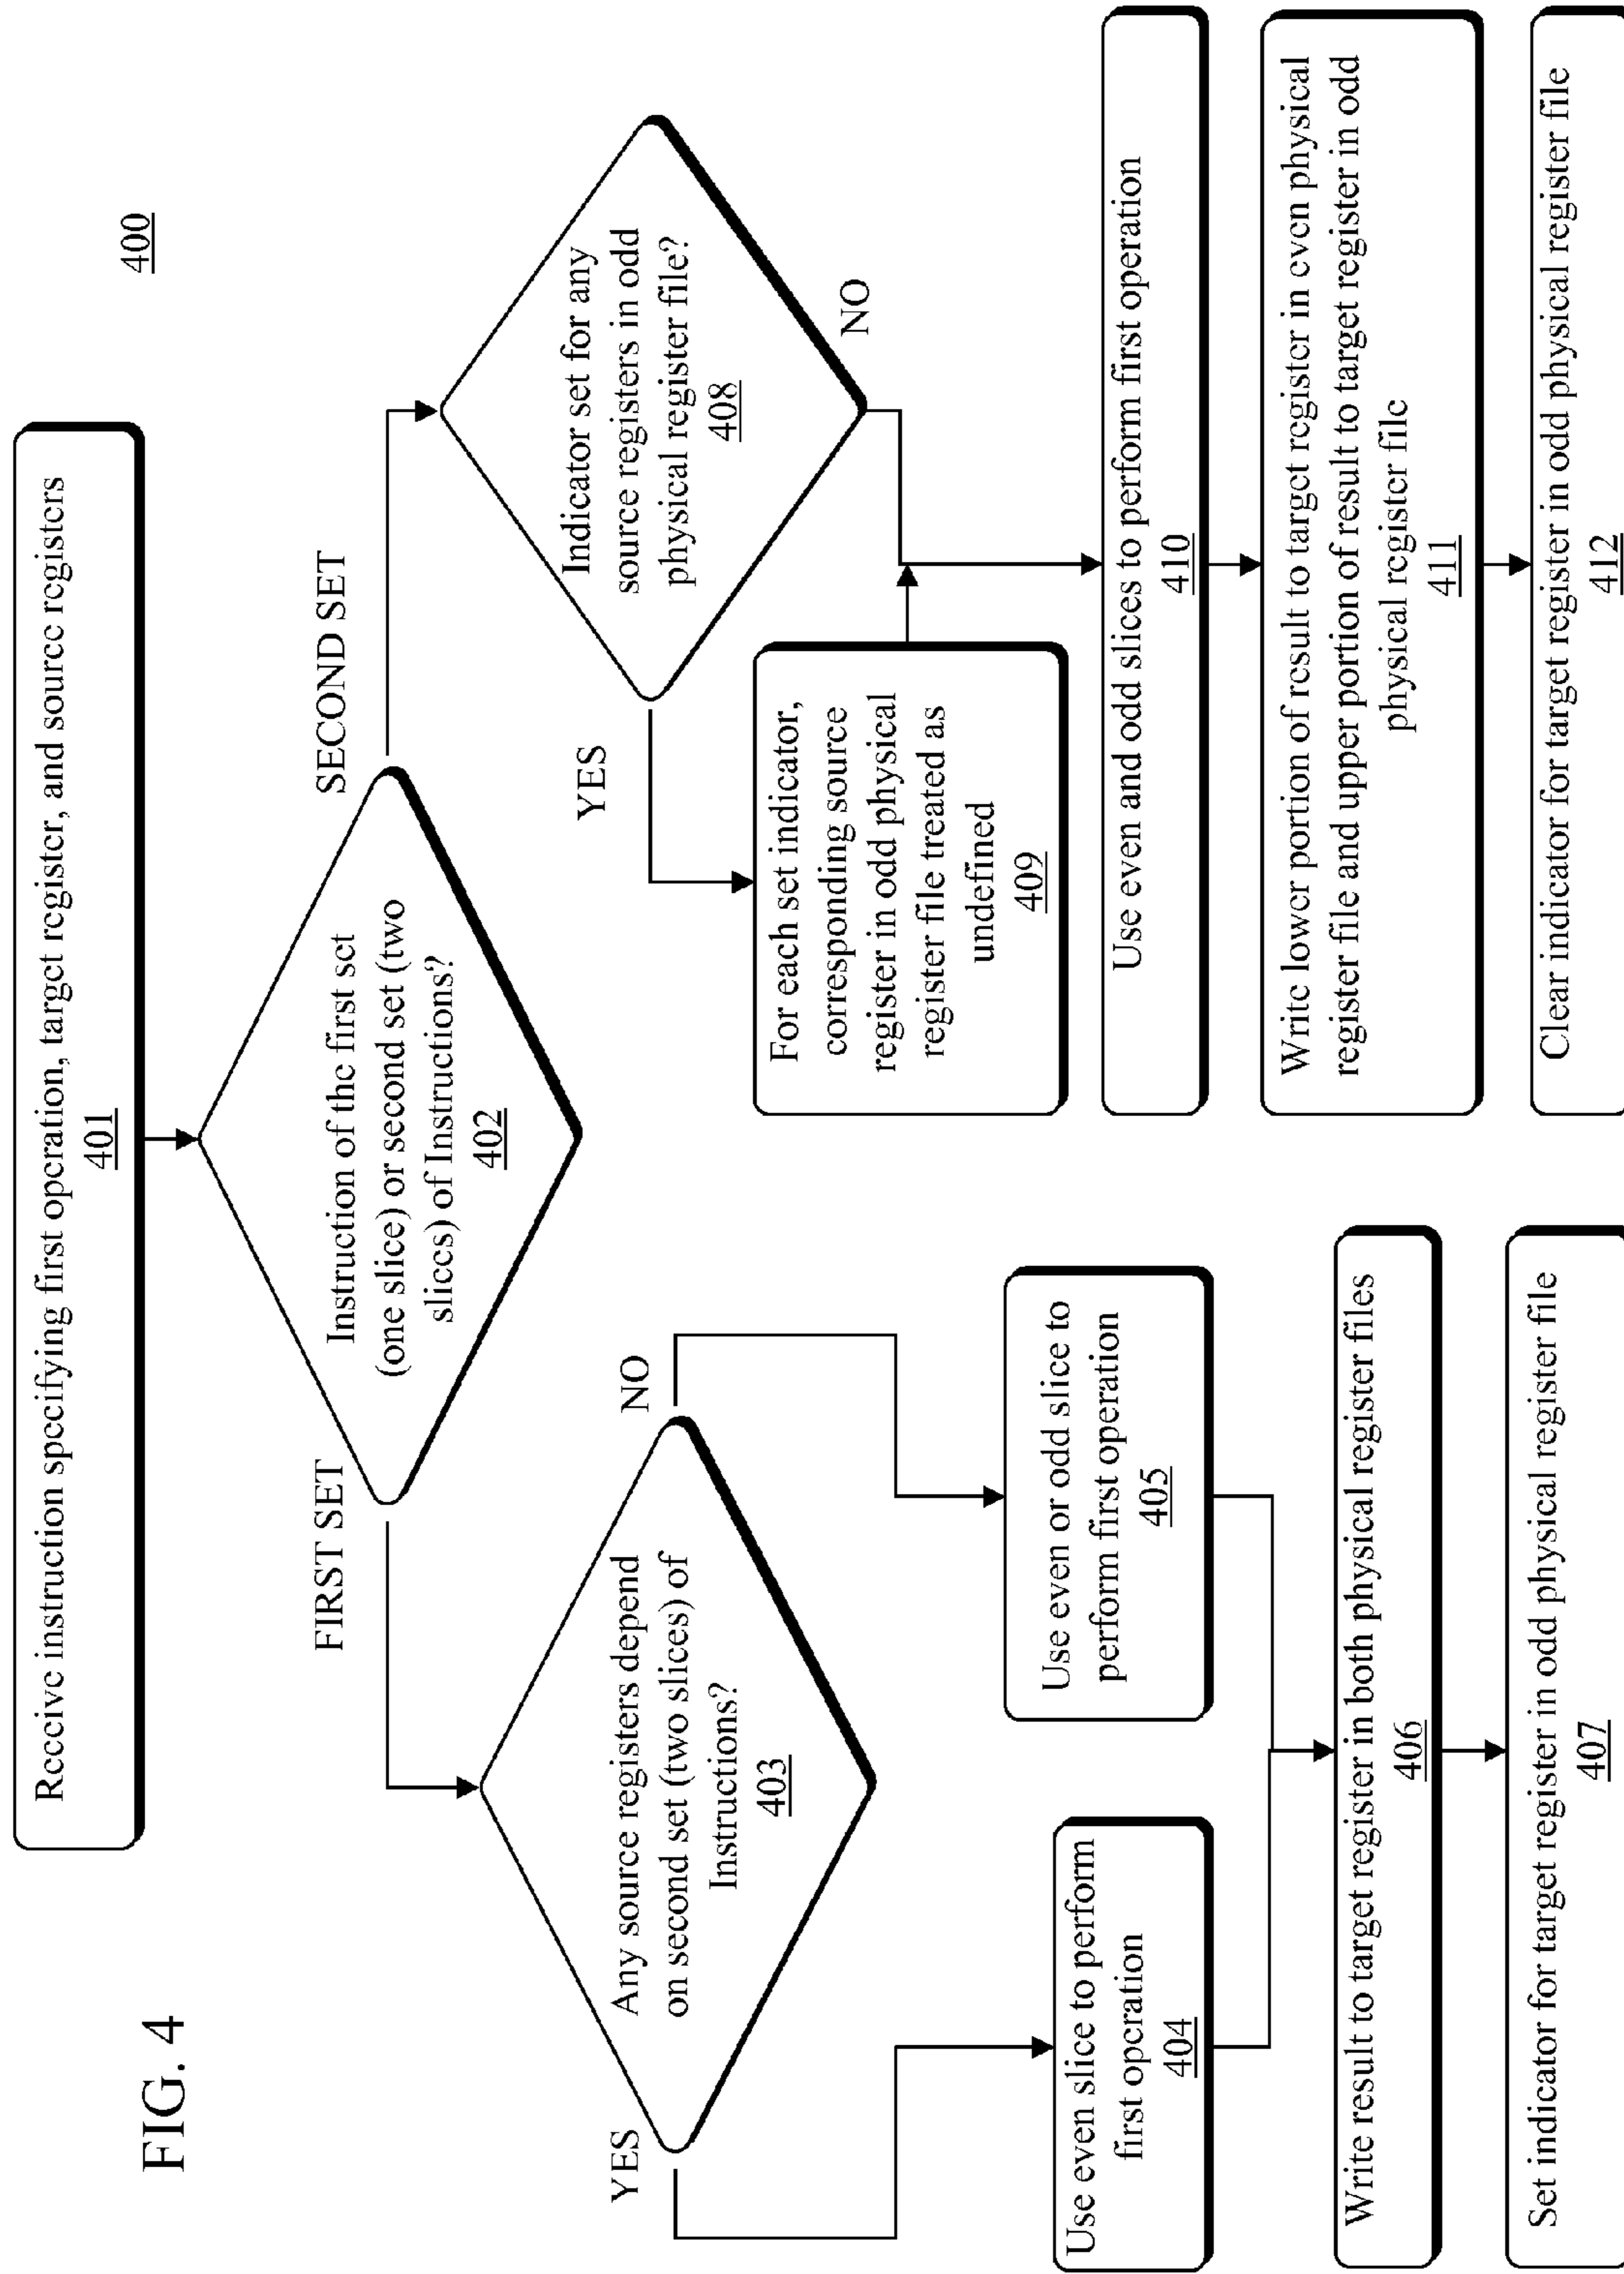 FIG. 4
400
Receive instruction specifying first operation, target register, and source registers
401
Instruction of the first set
(one slice) or second set (two
slices) of Instructions?
402
FIRST SET
SECOND SET
Any source registers depend
on second set (two slices) of
Instructions?
403
YES
NO
Use even slice to perform
first operation
404
Use even or odd slice to
perform first operation
405
Write result to target register in both physical register files
406
Set indicator for target register in odd physical register file
407
Indicator set for any
source registers in odd
physical register file?
408
YES
NO
For each set indicator,
corresponding source
register in odd physical
register file treated as
undefined
409
Use even and odd slices to perform first operation
410
Write lower portion of result to target register in even physical
register file and upper portion of result to target register in odd
physical register file
411
Clear indicator for target register in odd physical register file
412